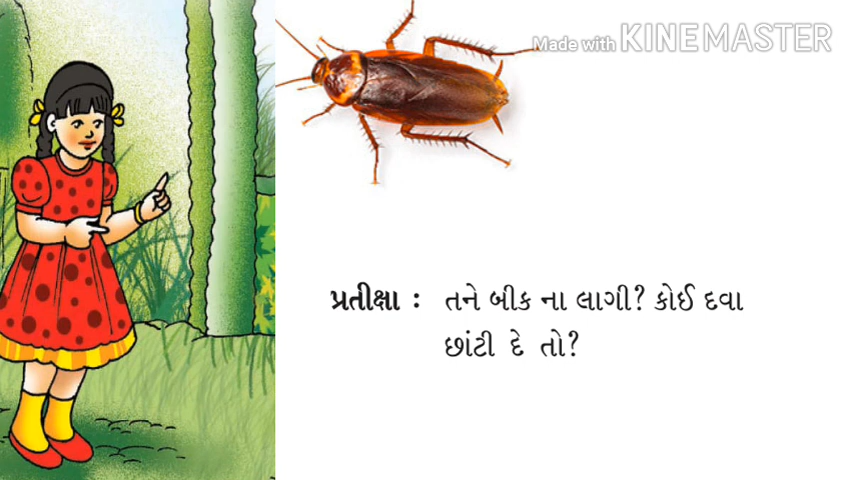 Made with KINEMASTER
પ્રતીક્ષા : તને બીક ના લાગી? કોઈ દવા
છાંટી દે તો?